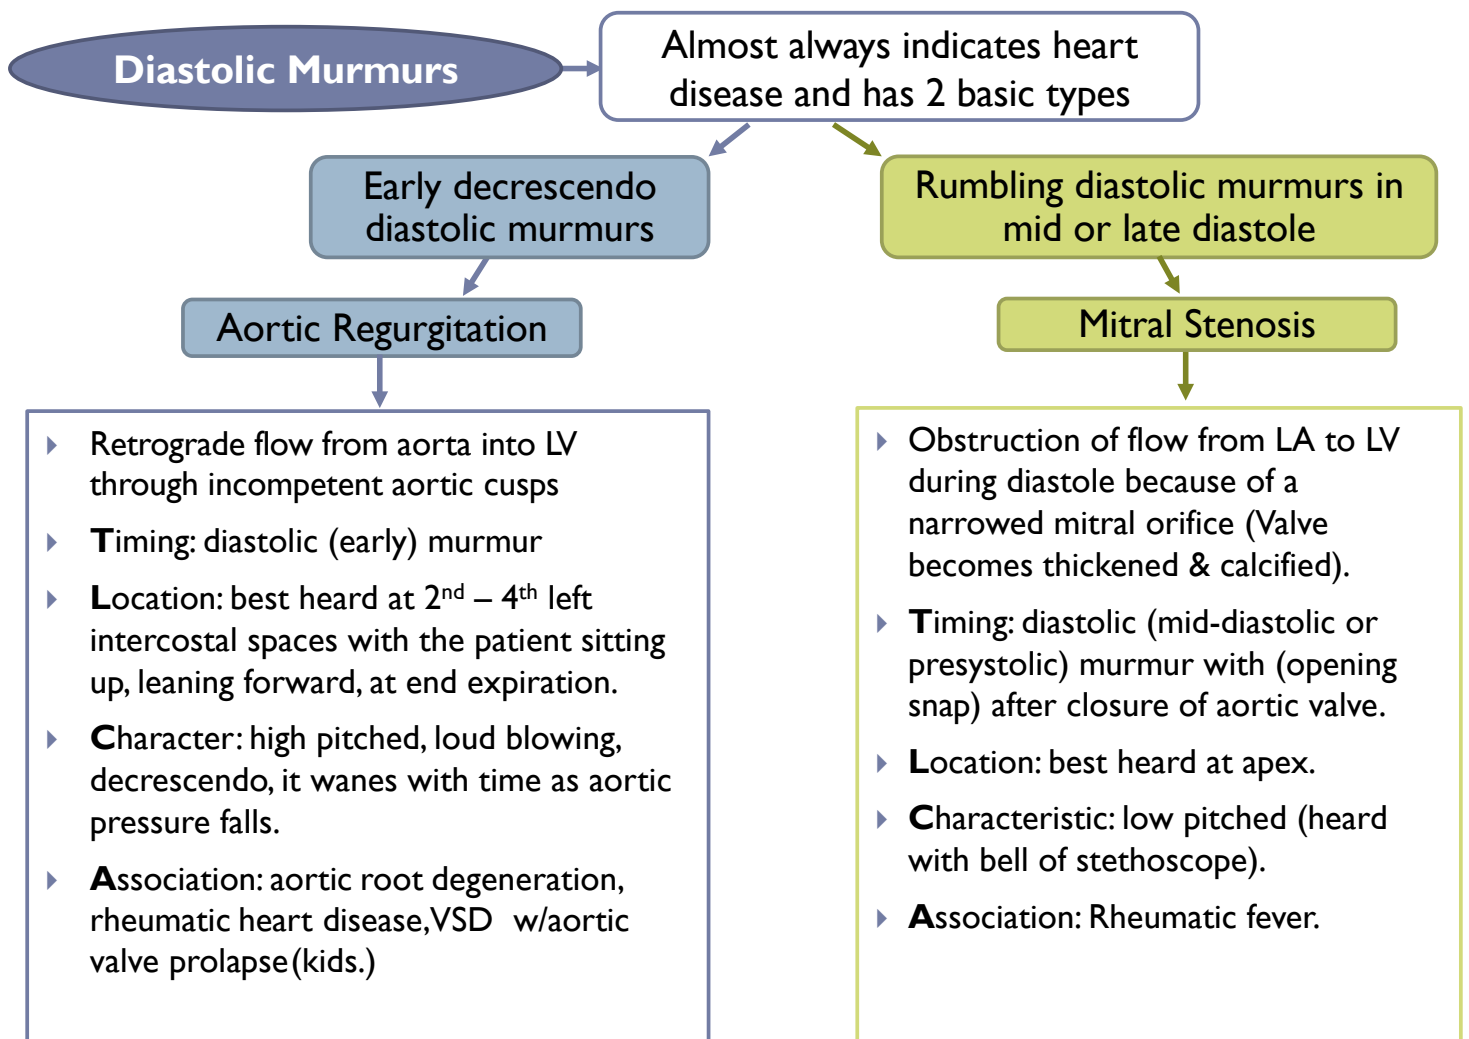 Diastolic Murmurs
Almost always indicates heart
disease and has 2 basic types
Early decrescendo
diastolic murmurs
Rumbling diastolic murmurs in
mid or late diastole
Aortic Regurgitation
Mitral Stenosis
Retrograde flow from aorta into LV
through incompetent aortic cusps
Timing: diastolic (early) murmur
Location: best heard at 2nd – 4th left
intercostal spaces with the patient sitting
up, leaning forward, at end expiration.
Character: high pitched, loud blowing,
decrescendo, it wanes with time as aortic
pressure falls.
Association: aortic root degeneration,
rheumatic heart disease, VSD w/aortic
valve prolapse (kids.)
Obstruction of flow from LA to LV
during diastole because of a
narrowed mitral orifice (Valve
becomes thickened & calcified).
Timing: diastolic (mid-diastolic or
presystolic) murmur with (opening
snap) after closure of aortic valve.
Location: best heard at apex.
Characteristic: low pitched (heard
with bell of stethoscope).
Association: Rheumatic fever.